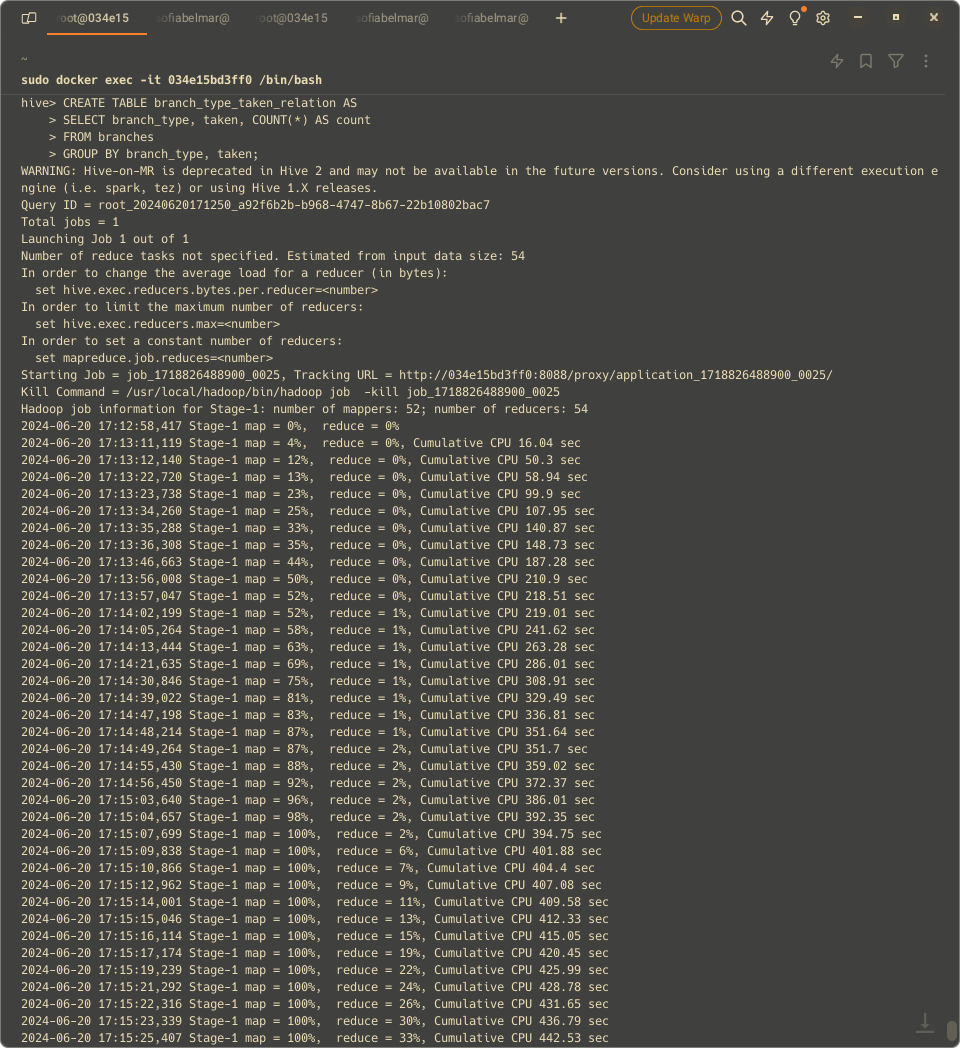 oot@034e15 ofiabelmar@ oot@034e15 ofiabelmar@ ofiabelmar@ + Update Warp
~
sudo docker exec -it 034e15bd3ff0 /bin/bash
hive> CREATE TABLE branch_type_taken_relation AS
> SELECT branch_type, taken, COUNT(*) AS count
> FROM branches
> GROUP BY branch_type, taken;
WARNING: Hive-on-MR is deprecated in Hive 2 and may not be available in the future versions. Consider using a different execution e
ngine (i.e. spark, tez) or using Hive 1.X releases.
Query ID = root_20240620171250_a92f6b2b-b968-4747-8b67-22b10802bac7
Total jobs = 1
Launching Job 1 out of 1
Number of reduce tasks not specified. Estimated from input data size: 54
In order to change the average load for a reducer (in bytes):
set hive.exec.reducers.bytes.per.reducer=<number>
In order to limit the maximum number of reducers:
set hive.exec.reducers.max=<number>
In order to set a constant number of reducers:
set mapreduce.job.reduces=<number>
Starting Job = job_1718826488900_0025, Tracking URL = http://034e15bd3ff0:8088/proxy/application_1718826488900_0025/
Kill Command = /usr/local/hadoop/bin/hadoop job  -kill job_1718826488900_0025
Hadoop job information for Stage-1: number of mappers: 52; number of reducers: 54
2024-06-20 17:12:58,417 Stage-1 map = 0%,  reduce = 0%
2024-06-20 17:13:11,119 Stage-1 map = 4%,  reduce = 0%, Cumulative CPU 16.04 sec
2024-06-20 17:13:12,140 Stage-1 map = 12%,  reduce = 0%, Cumulative CPU 50.3 sec
2024-06-20 17:13:22,720 Stage-1 map = 13%,  reduce = 0%, Cumulative CPU 58.94 sec
2024-06-20 17:13:23,738 Stage-1 map = 23%,  reduce = 0%, Cumulative CPU 99.9 sec
2024-06-20 17:13:34,260 Stage-1 map = 25%,  reduce = 0%, Cumulative CPU 107.95 sec
2024-06-20 17:13:35,288 Stage-1 map = 33%,  reduce = 0%, Cumulative CPU 140.87 sec
2024-06-20 17:13:36,308 Stage-1 map = 35%,  reduce = 0%, Cumulative CPU 148.73 sec
2024-06-20 17:13:46,663 Stage-1 map = 44%,  reduce = 0%, Cumulative CPU 187.28 sec
2024-06-20 17:13:56,008 Stage-1 map = 50%,  reduce = 0%, Cumulative CPU 210.9 sec
2024-06-20 17:13:57,047 Stage-1 map = 52%,  reduce = 0%, Cumulative CPU 218.51 sec
2024-06-20 17:14:02,199 Stage-1 map = 52%,  reduce = 1%, Cumulative CPU 219.01 sec
2024-06-20 17:14:05,264 Stage-1 map = 58%,  reduce = 1%, Cumulative CPU 241.62 sec
2024-06-20 17:14:13,444 Stage-1 map = 63%,  reduce = 1%, Cumulative CPU 263.28 sec
2024-06-20 17:14:21,635 Stage-1 map = 69%,  reduce = 1%, Cumulative CPU 286.01 sec
2024-06-20 17:14:30,846 Stage-1 map = 75%,  reduce = 1%, Cumulative CPU 308.91 sec
2024-06-20 17:14:39,022 Stage-1 map = 81%,  reduce = 1%, Cumulative CPU 329.49 sec
2024-06-20 17:14:47,198 Stage-1 map = 83%,  reduce = 1%, Cumulative CPU 336.81 sec
2024-06-20 17:14:48,214 Stage-1 map = 87%,  reduce = 1%, Cumulative CPU 351.64 sec
2024-06-20 17:14:49,264 Stage-1 map = 87%,  reduce = 2%, Cumulative CPU 351.7 sec
2024-06-20 17:14:55,430 Stage-1 map = 88%,  reduce = 2%, Cumulative CPU 359.02 sec
2024-06-20 17:14:56,450 Stage-1 map = 92%,  reduce = 2%, Cumulative CPU 372.37 sec
2024-06-20 17:15:03,640 Stage-1 map = 96%,  reduce = 2%, Cumulative CPU 386.01 sec
2024-06-20 17:15:04,657 Stage-1 map = 98%,  reduce = 2%, Cumulative CPU 392.35 sec
2024-06-20 17:15:07,699 Stage-1 map = 100%,  reduce = 2%, Cumulative CPU 394.75 sec
2024-06-20 17:15:09,838 Stage-1 map = 100%,  reduce = 6%, Cumulative CPU 401.88 sec
2024-06-20 17:15:10,866 Stage-1 map = 100%,  reduce = 7%, Cumulative CPU 404.4 sec
2024-06-20 17:15:12,962 Stage-1 map = 100%,  reduce = 9%, Cumulative CPU 407.08 sec
2024-06-20 17:15:14,001 Stage-1 map = 100%,  reduce = 11%, Cumulative CPU 409.58 sec
2024-06-20 17:15:15,046 Stage-1 map = 100%,  reduce = 13%, Cumulative CPU 412.33 sec
2024-06-20 17:15:16,114 Stage-1 map = 100%,  reduce = 15%, Cumulative CPU 415.05 sec
2024-06-20 17:15:17,174 Stage-1 map = 100%,  reduce = 19%, Cumulative CPU 420.45 sec
2024-06-20 17:15:19,239 Stage-1 map = 100%,  reduce = 22%, Cumulative CPU 425.99 sec
2024-06-20 17:15:21,292 Stage-1 map = 100%,  reduce = 24%, Cumulative CPU 428.78 sec
2024-06-20 17:15:22,316 Stage-1 map = 100%,  reduce = 26%, Cumulative CPU 431.65 sec
2024-06-20 17:15:23,339 Stage-1 map = 100%,  reduce = 30%, Cumulative CPU 436.79 sec
2024-06-20 17:15:25,407 Stage-1 map = 100%,  reduce = 33%, Cumulative CPU 442.53 sec